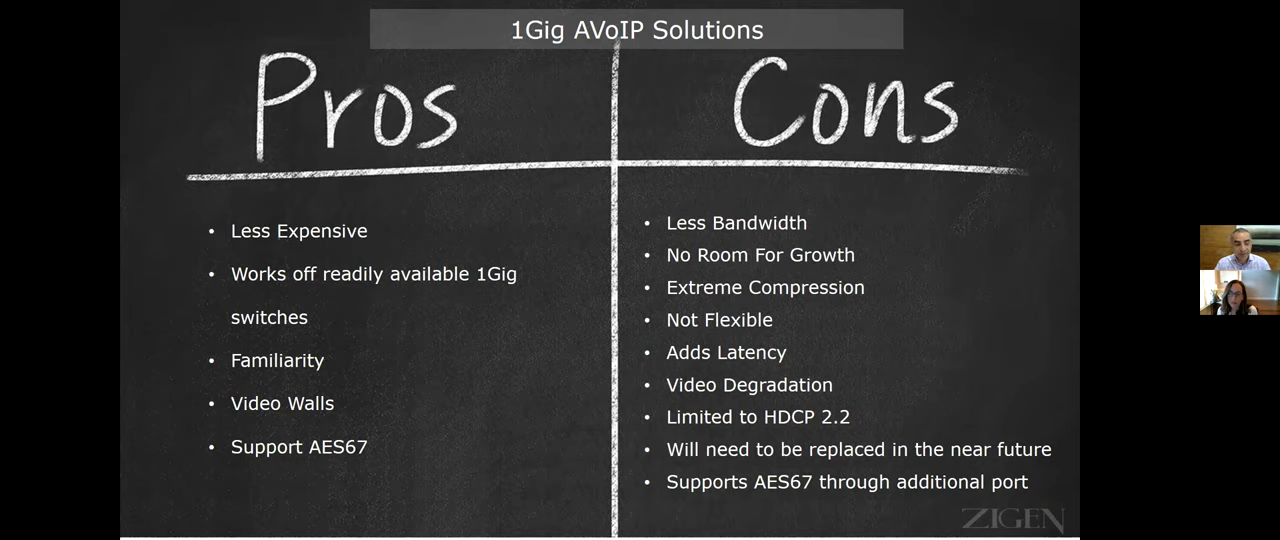 1Gig AVoIP Solutions
Pros
Cons
• Less Expensive
• Works off readily available 1Gig
switches
• Familiarity
• Video Walls
• Support AES67
• Less Bandwidth
• No Room For Growth
• Extreme Compression
• Not Flexible
• Adds Latency
• Video Degradation
• Limited to HDCP 2.2
• Will need to be replaced in the near future
• Supports AES67 through additional port
ZIGEN